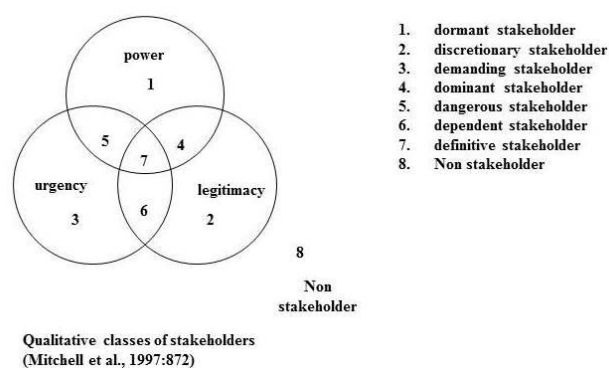 power
1
5
4
7
urgency
legitimacy
3
6
2
8
Non
stakeholder
1. dormant stakeholder
2. discretionary stakeholder
3. demanding stakeholder
4. dominant stakeholder
5. dangerous stakeholder
6. dependent stakeholder
7. definitive stakeholder
8. Non stakeholder
Qualitative classes of stakeholders
(Mitchell et al., 1997:872)